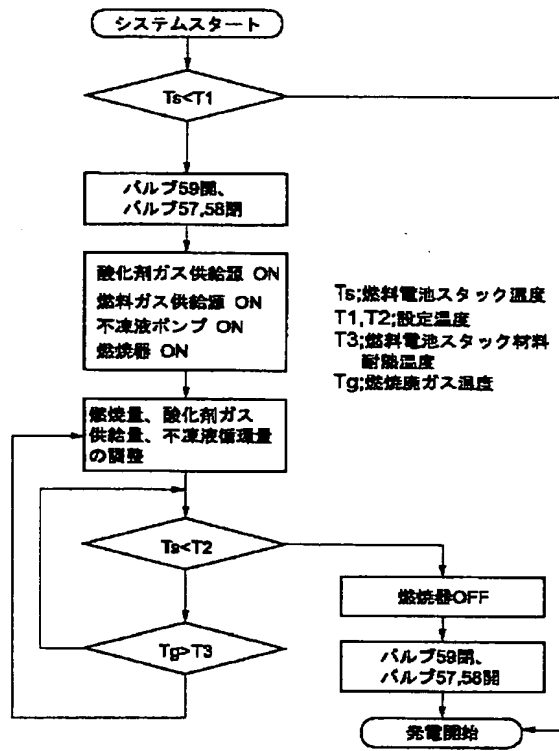 システムスタート
Ts<T1
バルブ59開、
バルブ57,58閉
酸化剤ガス供給源 ON
燃料ガス供給源 ON
不凍液ポンプ ON
燃焼器 ON
Ts;燃料電池スタック温度
T1,T2;設定温度
T3;燃料電池スタック材料
耐熱温度
Tg;燃焼廃ガス温度
燃焼量、酸化剤ガス
供給量、不凍液循環量
の調整
Ts<T2
燃焼器OFF
Tg>T3
バルブ59閉、
バルブ57,58開
発電開始